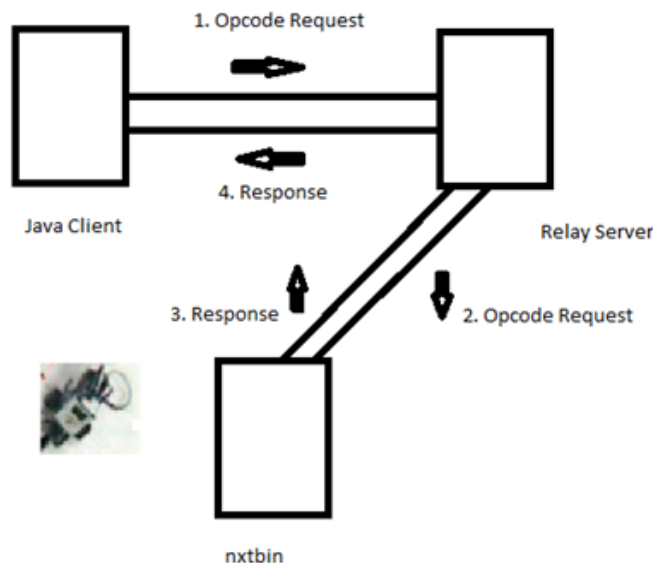 1. Opcode Request
4. Response
Java Client
Relay Server
3. Response
2. Opcode Request
nxtbin